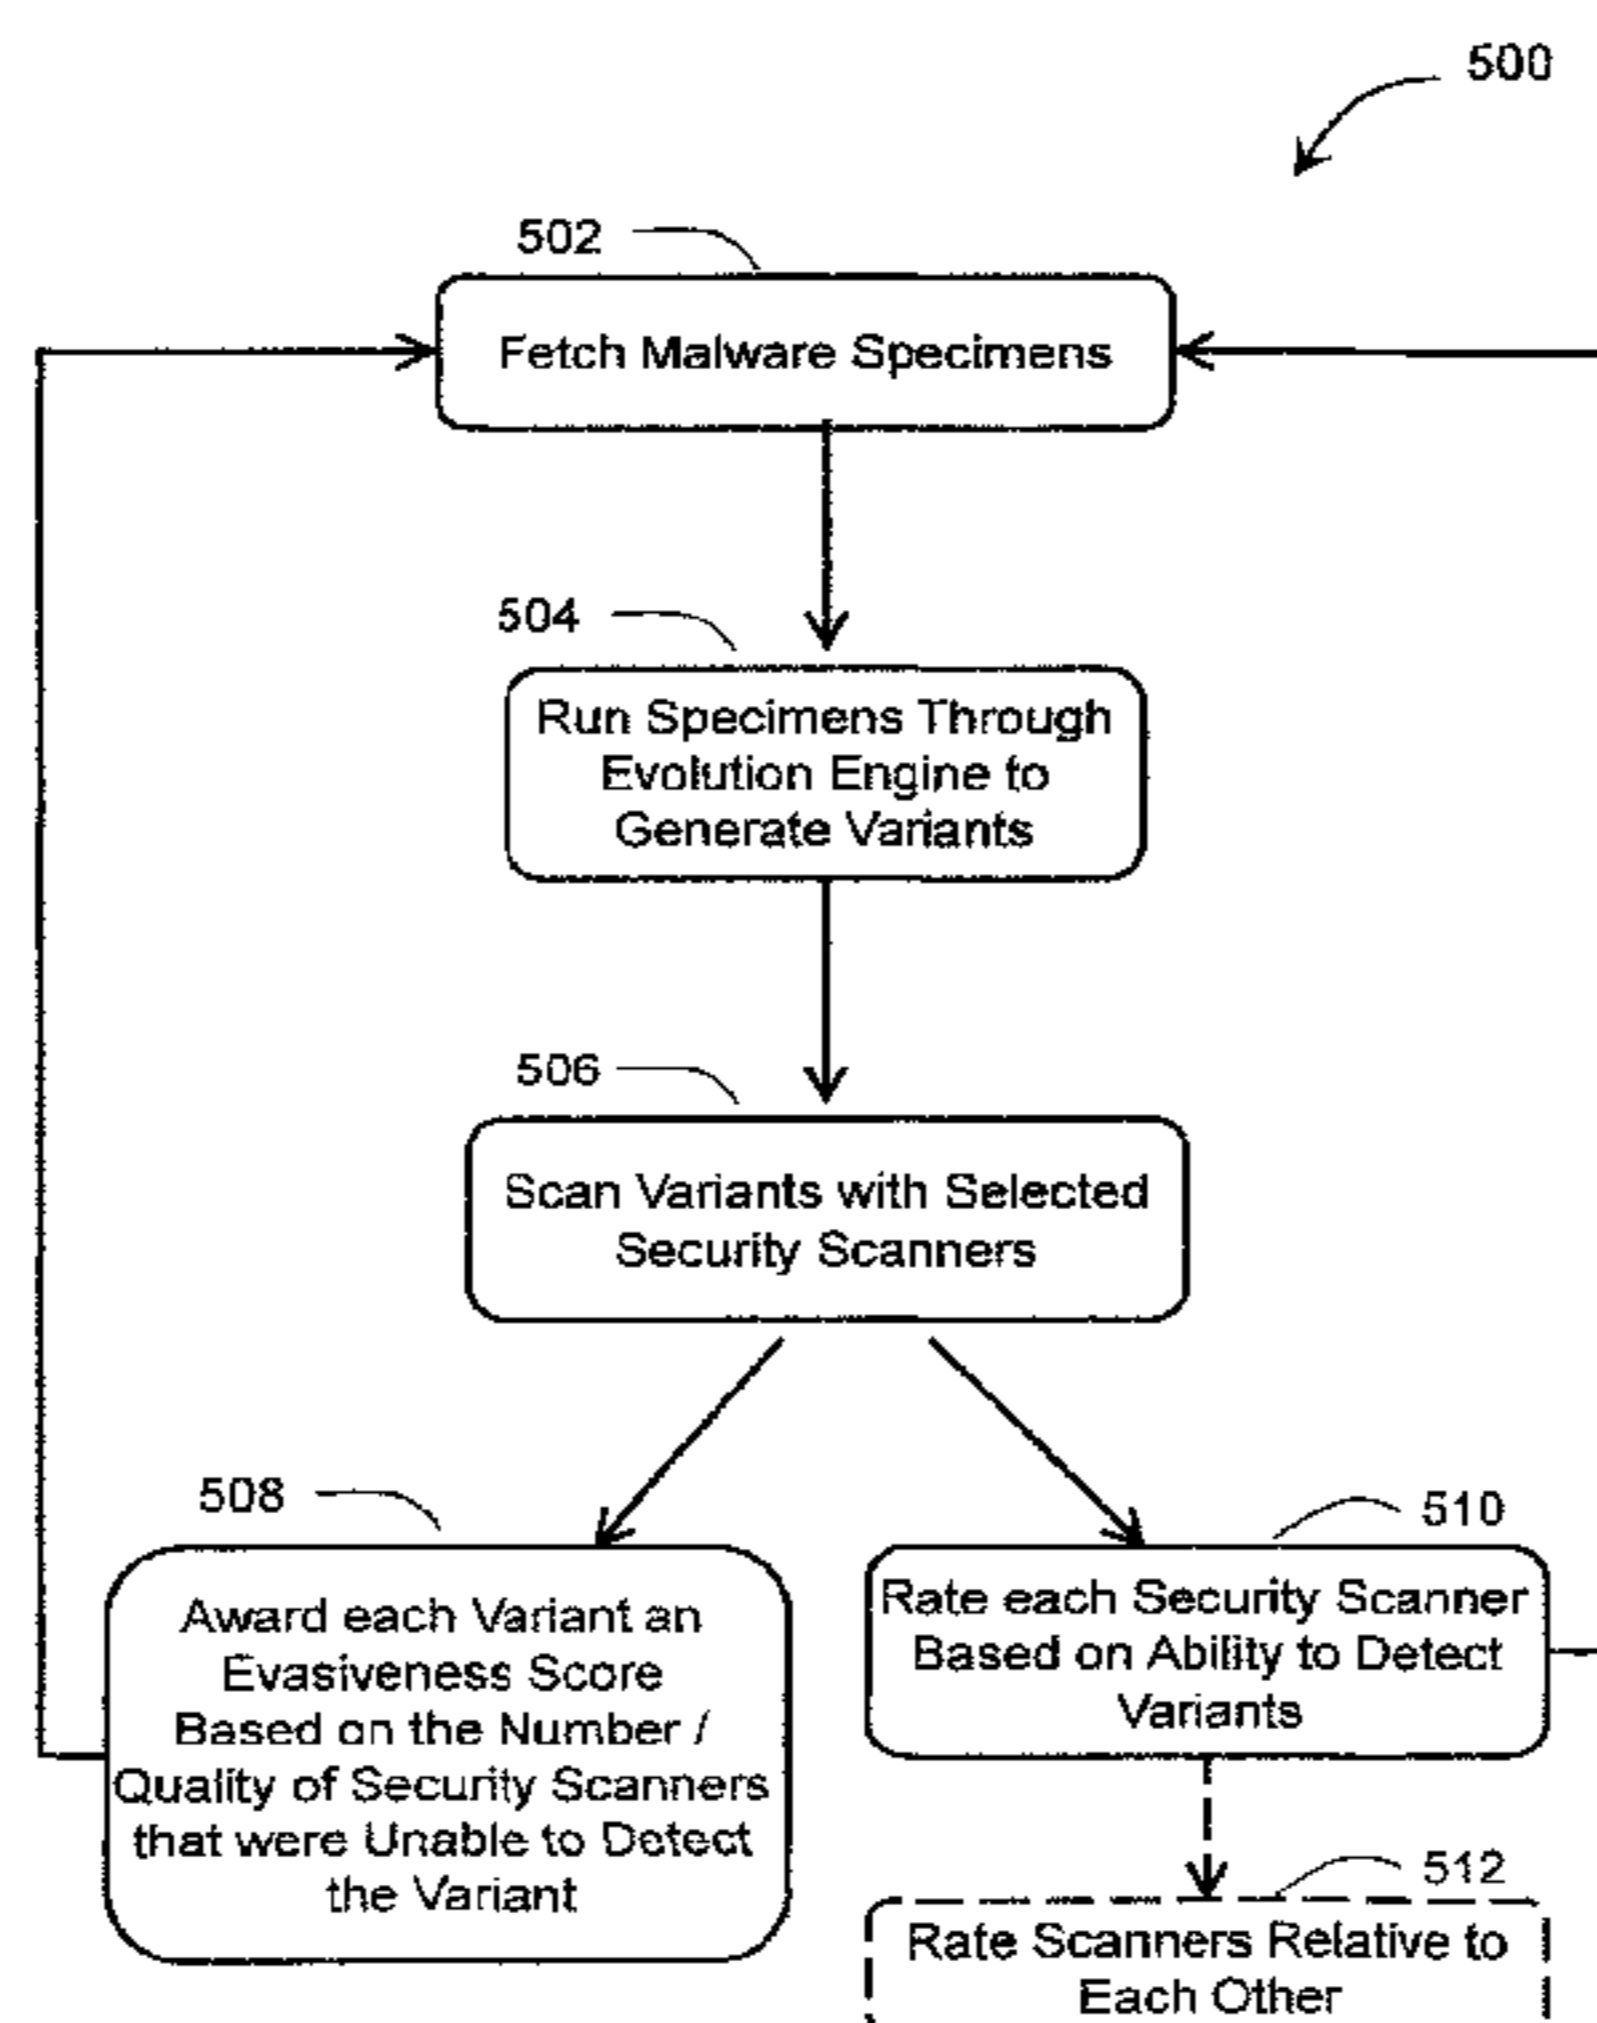 500
502
Fetch Malware Specimens
504
Run Specimens Through
Evolution Engine to
Generate Variants
506
Scan Variants with Selected
Security Scanners
508
Award each Variant an
Evasiveness Score
Based on the Number /
Quality of Security Scanners
that were Unable to Detect
the Variant
510
Rate each Security Scanner
Based on Ability to Detect
Variants
512
Rate Scanners Relative to
Each Other